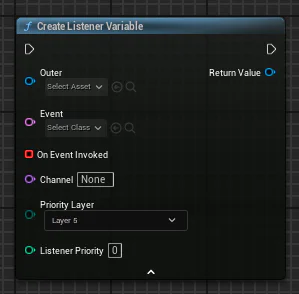 f Create Listener Variable
Outer
Return Value
Select Asset
Event
Select Class
On Event Invoked
Channel None
Priority Layer
Layer 5
Listener Priority 0